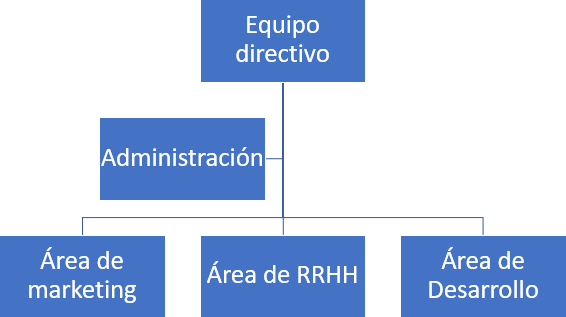 Equipo
directivo
Administración
Área de
marketing
Área de RRHH
Área de
Desarrollo